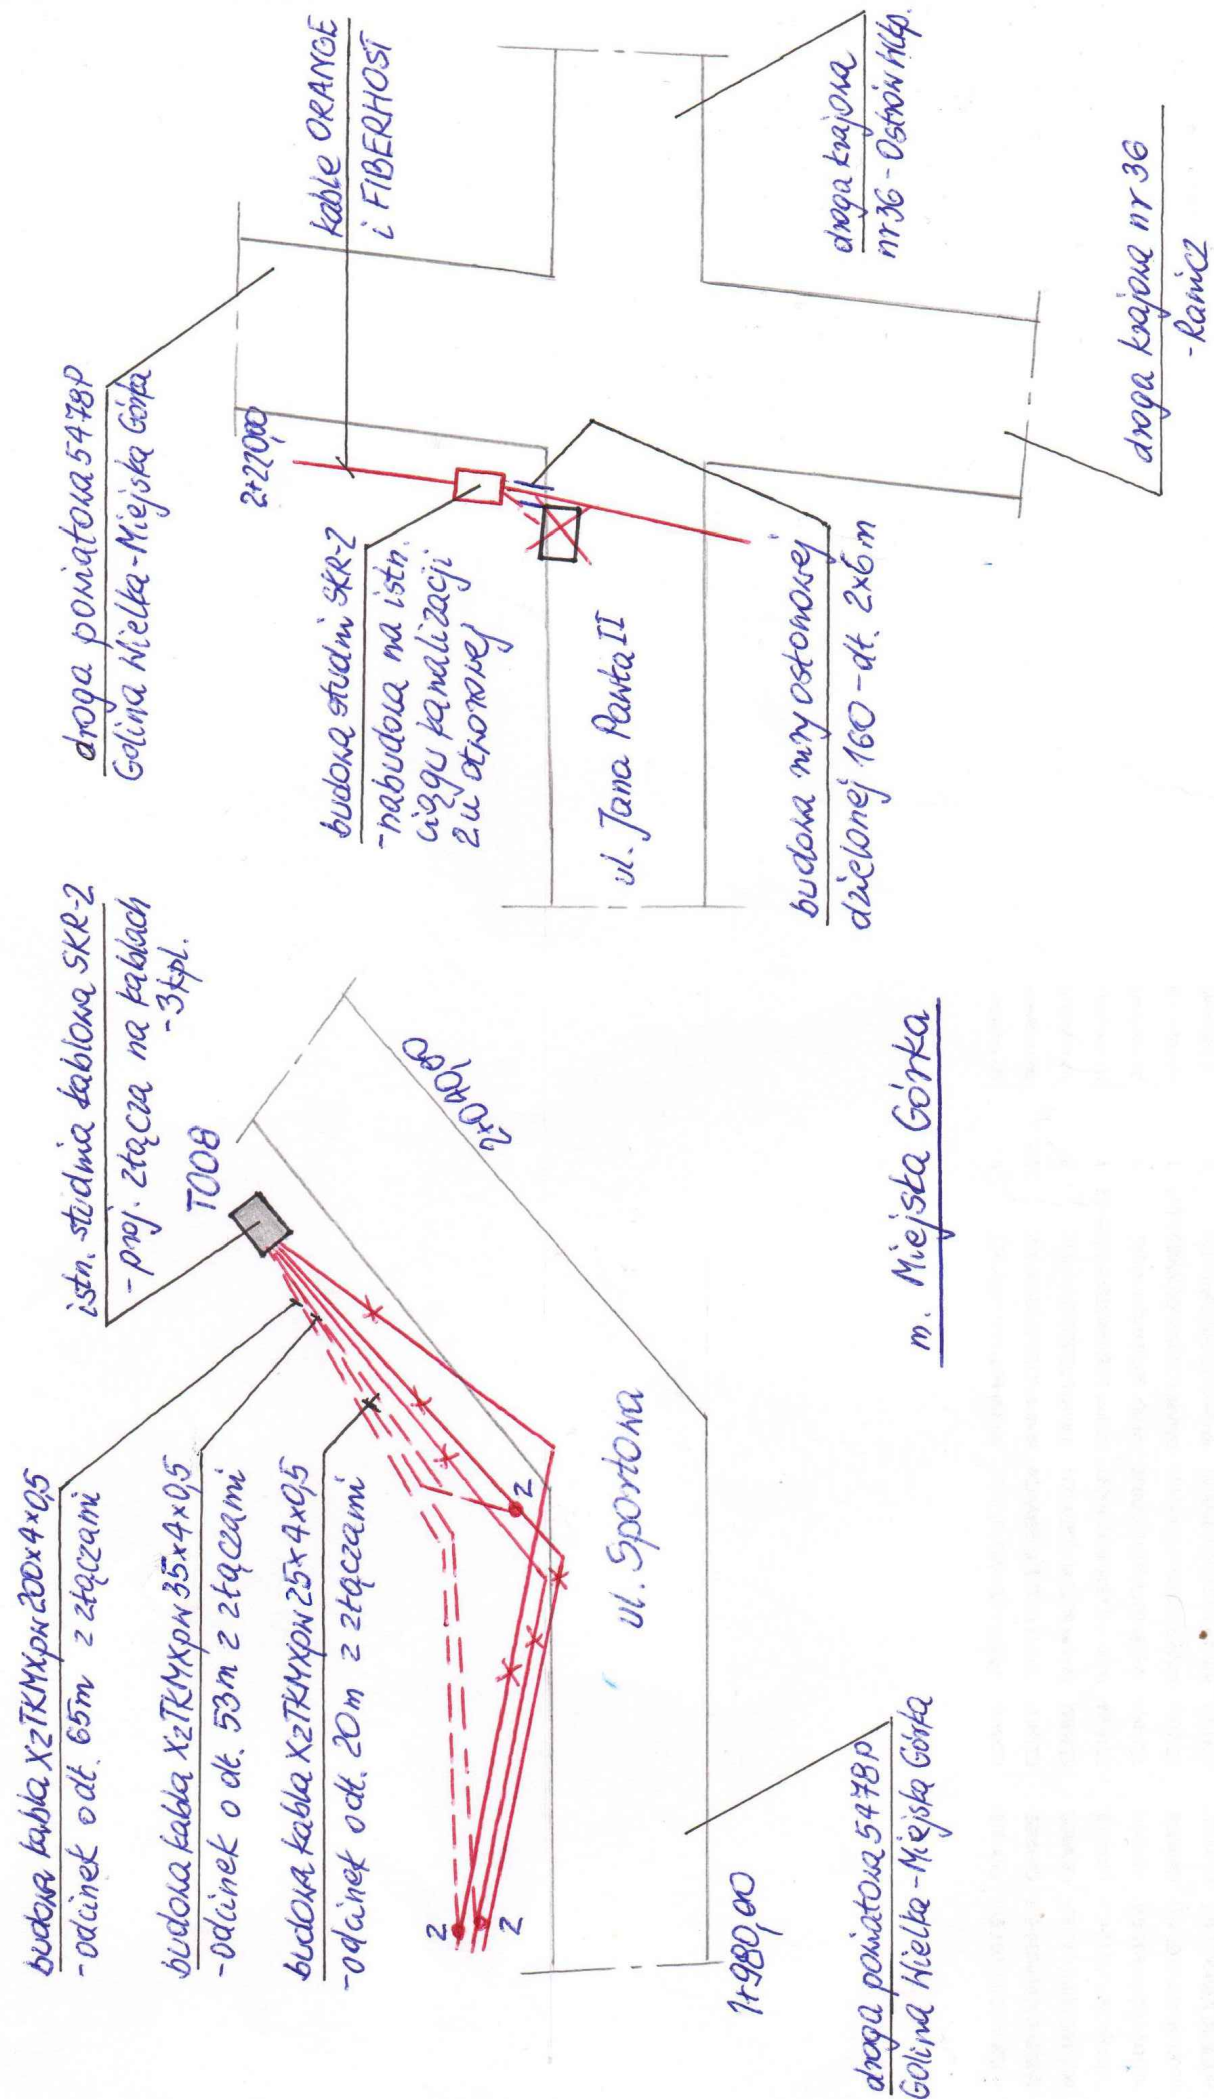 budowa kabla XzTKMXpw 200x4x0,5
-odcinek o dł. 65m z złączami
budowa kabla XzTKMXpw 35x4x0,5
-odcinek o dł. 53m z złączami
budowa kabla XzTKMXpw 25x4x0,5
-odcinek o dł. 20m z złączami
istn. studnia kablowa SKR-2
- proj. złącza na kablach
-3kpl.
T008
2
2
2
2+040,80
ul. Sportowa
1+980,00
droga powiatowa 5478P
Golina Wielka-Miejska Górka
m. Miejska Górka
droga powiatowa 5478P
Golina Wielka-Miejska Górka
2+220,00
kable ORANGE
i FIBERHOST
budowa studni SKR-2
-nabudowa na istn.
ciągu kanalizacji
2u otworowej
ul. Jana Pawła II
budowa rury osłonowej
dzielonej 160-dł. 2x6m
droga krajowa
nr 36-Ostrów Wlkp.
droga krajowa nr 36
-Rawicz